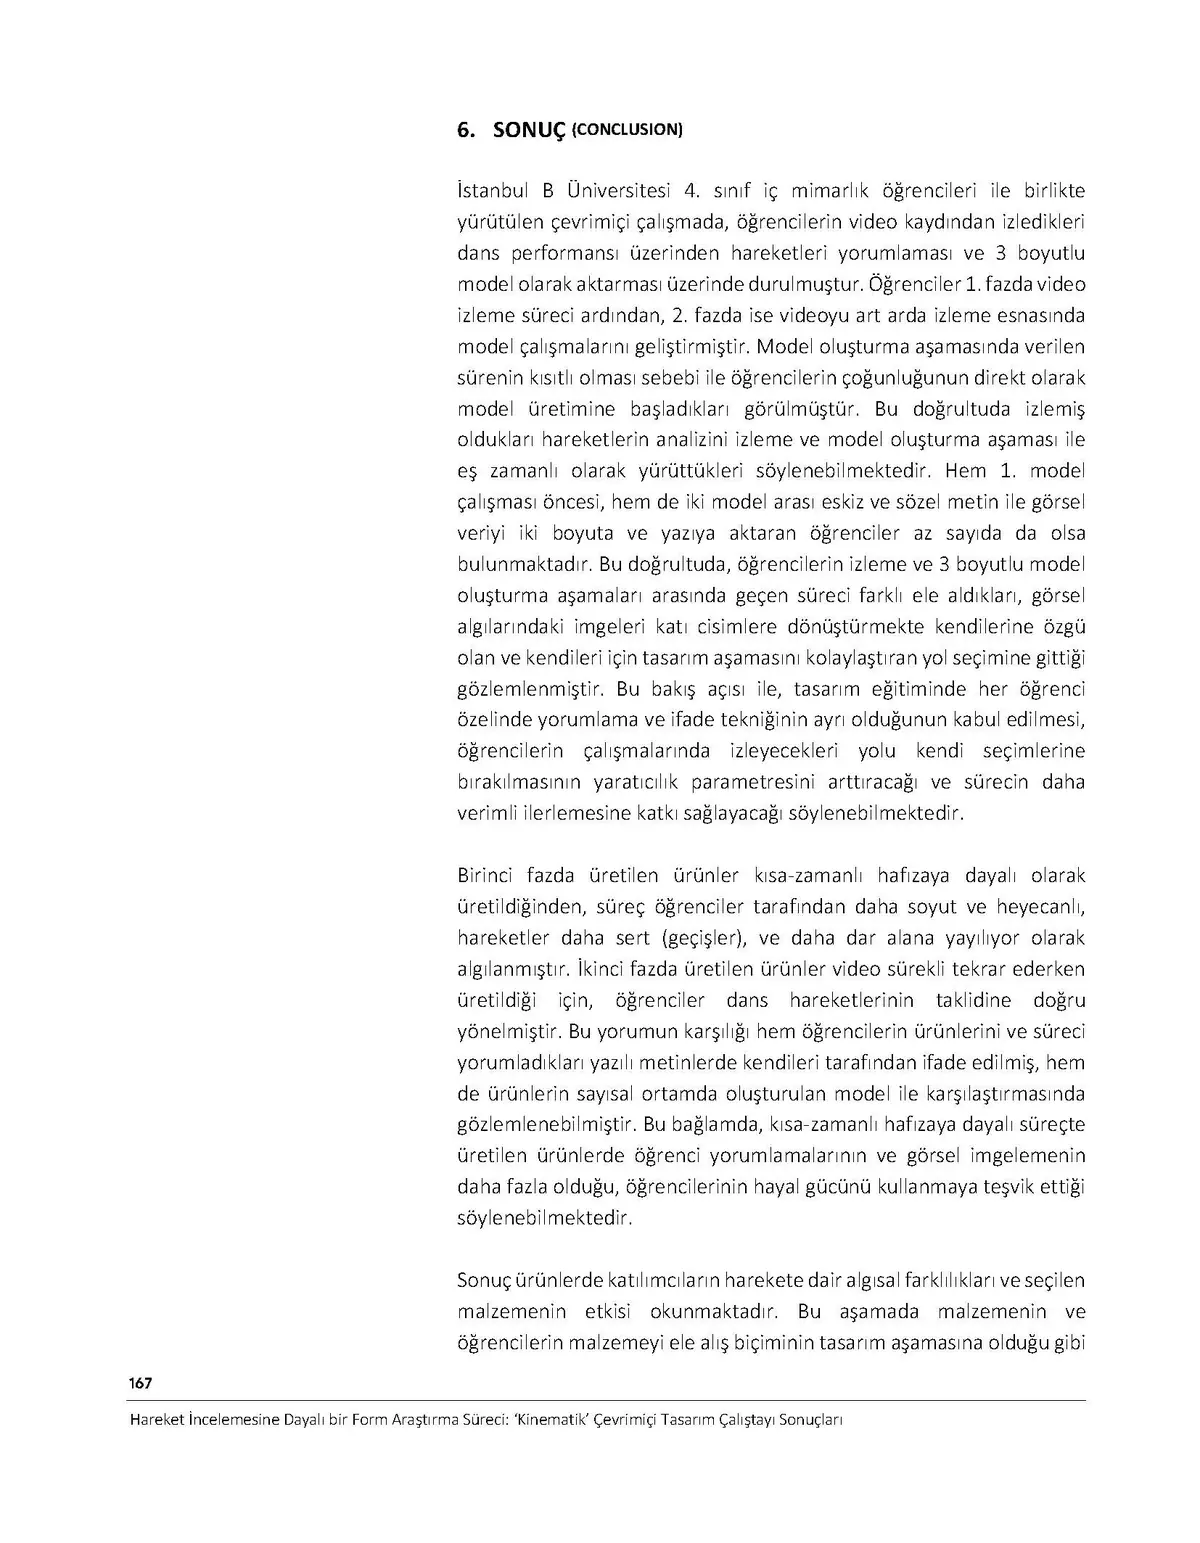 6. SONUÇ (CONCLUSION)
İstanbul B Üniversitesi 4. sınıf iç mimarlık öğrencileri ile birlikte
yürütülen çevrimiçi çalışmada, öğrencilerin video kaydından izledikleri
dans performansı üzerinden hareketleri yorumlaması ve 3 boyutlu
model olarak aktarması üzerinde durulmuştur. Öğrenciler 1. fazda video
izleme süreci ardından, 2. fazda ise videoyu art arda izleme esnasında
model çalışmalarını geliştirmiştir. Model oluşturma aşamasında verilen
sürenin kısıtlı olması sebebi ile öğrencilerin çoğunluğunun direkt olarak
model üretimine başladıkları görülmüştür. Bu doğrultuda izlemiş
oldukları hareketlerin analizini izleme ve model oluşturma aşaması ile
eş zamanlı olarak yürüttükleri söylenebilmektedir. Hem 1. model
çalışması öncesi, hem de iki model arası eskiz ve sözel metin ile görsel
veriyi iki boyuta ve yazıya aktaran öğrenciler az sayıda da olsa
bulunmaktadır. Bu doğrultuda, öğrencilerin izleme ve 3 boyutlu model
oluşturma aşamaları arasında geçen süreci farklı ele aldıkları, görsel
algılarındaki imgeleri katı cisimlere dönüştürmekte kendilerine özgü
olan ve kendileri için tasarım aşamasını kolaylaştıran yol seçimine gittiği
gözlemlenmiştir. Bu bakış açısı ile, tasarım eğitiminde her öğrenci
özelinde yorumlama ve ifade tekniğinin ayrı olduğunun kabul edilmesi,
öğrencilerin çalışmalarında izleyecekleri yolu kendi seçimlerine
bırakılmasının yaratıcılık parametresini arttıracağı ve sürecin daha
verimli ilerlemesine katkı sağlayacağı söylenebilmektedir.
Birinci fazda üretilen ürünler kısa-zamanlı hafızaya dayalı olarak
üretildiğinden, süreç öğrenciler tarafından daha soyut ve heyecanlı,
hareketler daha sert (geçişler), ve daha dar alana yayılıyor olarak
algılanmıştır. İkinci fazda üretilen ürünler video sürekli tekrar ederken
üretildiği için, öğrenciler dans hareketlerinin taklidine doğru
yönelmiştir. Bu yorumun karşılığı hem öğrencilerin ürünlerini ve süreci
yorumladıkları yazılı metinlerde kendileri tarafından ifade edilmiş, hem
de ürünlerin sayısal ortamda oluşturulan model ile karşılaştırmasında
gözlemlenebilmiştir. Bu bağlamda, kısa-zamanlı hafızaya dayalı süreçte
üretilen ürünlerde öğrenci yorumlamalarının ve görsel imgelemenin
daha fazla olduğu, öğrencilerinin hayal gücünü kullanmaya teşvik ettiği
söylenebilmektedir.
Sonuç ürünlerde katılımcıların harekete dair algısal farklılıkları ve seçilen
malzemenin etkisi okunmaktadır. Bu aşamada malzemenin ve
öğrencilerin malzemeyi ele alış biçiminin tasarım aşamasına olduğu gibi
167
Hareket İncelemesine Dayalı bir Form Araştırma Süreci: ‘Kinematik’ Çevrimiçi Tasarım Çalıştayı Sonuçları